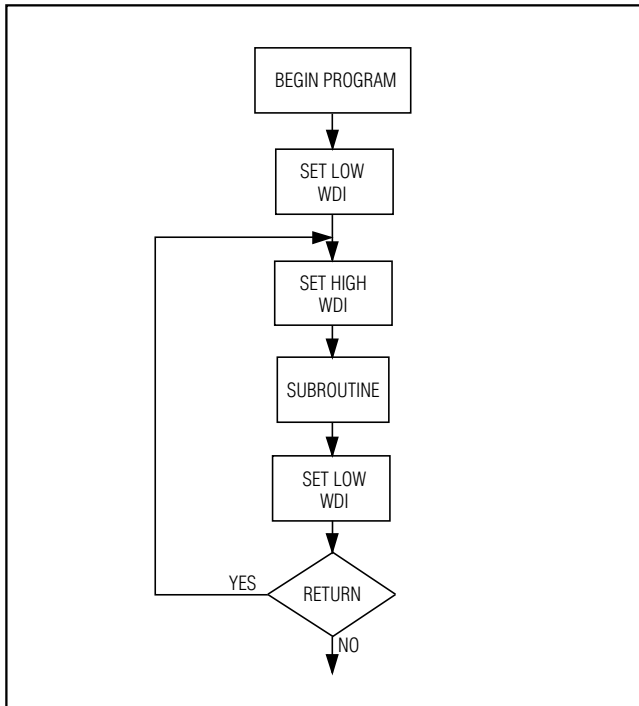 BEGIN PROGRAM
SET LOW
WDI
SET HIGH
WDI
SUBROUTINE
SET LOW
WDI
YES
RETURN
NO